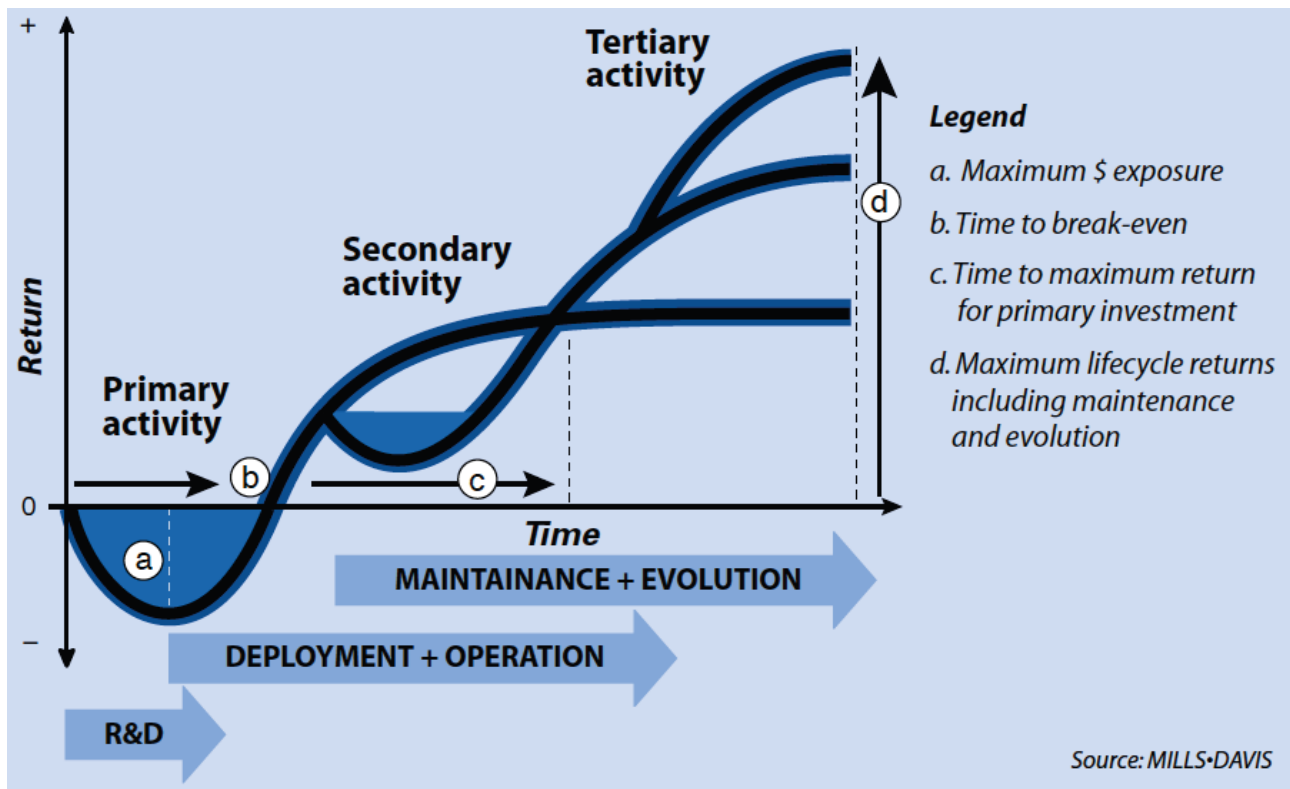 +
Return
0
–
Primary
activity
Secondary
activity
Tertiary
activity
a
b
c
d
Time
MAINTAINANCE + EVOLUTION
DEPLOYMENT + OPERATION
R&D
Legend
a. Maximum $ exposure
b. Time to break-even
c. Time to maximum return
for primary investment
d. Maximum lifecycle returns
including maintenance
and evolution
Source: MILLS•DAVIS